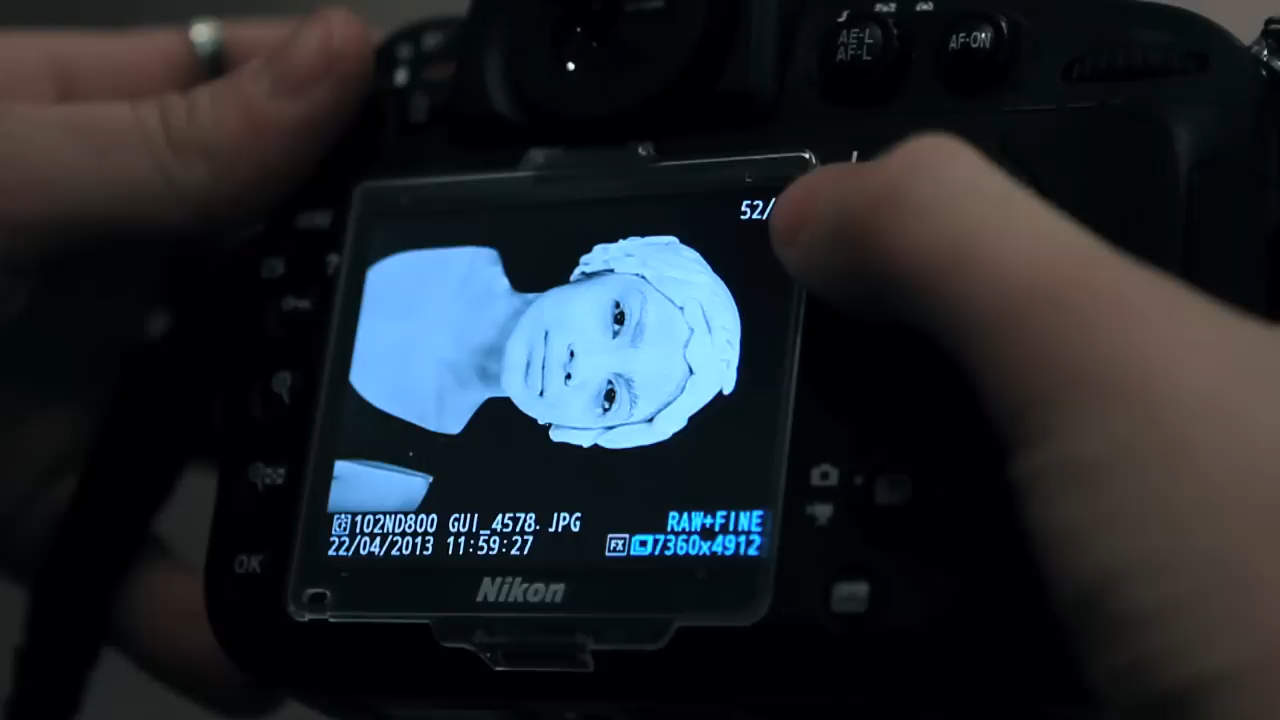 AE-L
AF-L
AF-ON
52/
?
102ND800 GUI_4578.JPG
RAW+FINE
22/04/2013 11:59:27
FX
7360x4912
OK
Nikon